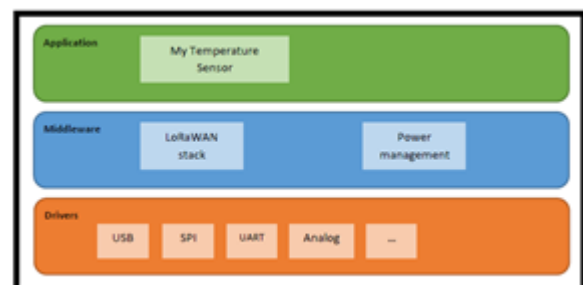 Application
My Temperature
Sensor
Middleware
LoRaWAN
stack
Power
management
Drivers
USB
SPI
UART
Analog
...